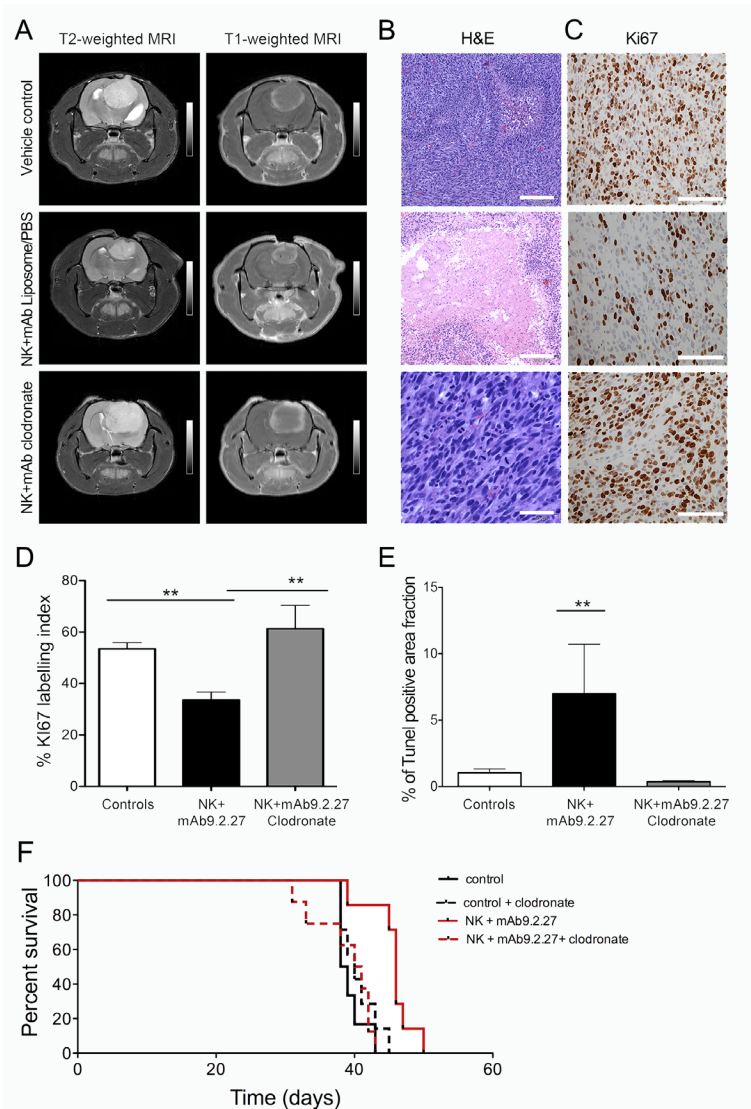 A
T2-weighted MRI
T1-weighted MRI
B
H&E
C
Ki67
Vehicle control
NK+mAb Liposome/PBS
NK+mAb clodronate
D
% KI67 labelling index
80
60
40
20
0
**
**
Controls
NK+
mAb9.2.27
NK+mAb9.2.27
Clodronate
E
% of Tunel positive area fraction
15
10
5
0
**
Controls
NK+
mAb9.2.27
NK+mAb9.2.27
Clodronate
F
Percent survival
100
80
60
40
20
0
0
20
40
60
Time (days)
control
control + clodronate
NK + mAb9.2.27
NK + mAb9.2.27+ clodronate